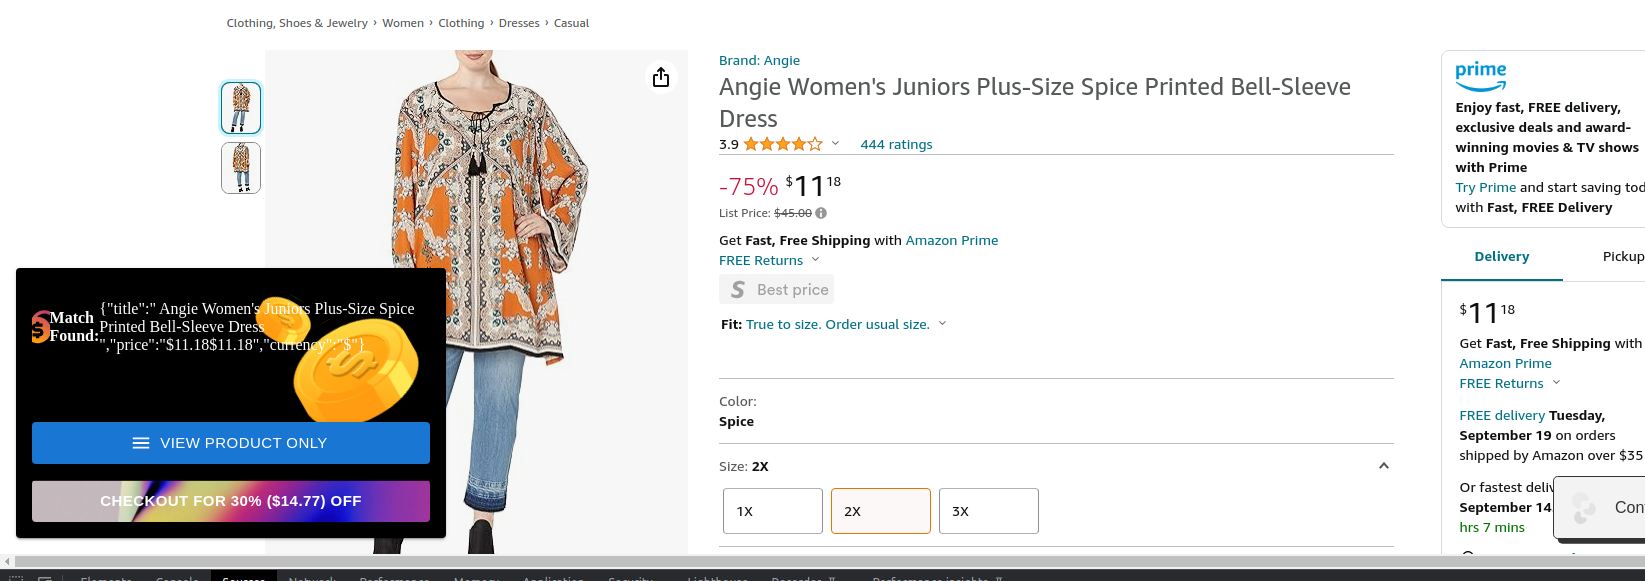 Clothing, Shoes & Jewelry › Women › Clothing › Dresses › Casual
Brand: Angie
Angie Women's Juniors Plus-Size Spice Printed Bell-Sleeve
Dress
3.9 444 ratings
-75% $11 18
List Price: $45.00
Get Fast, Free Shipping with Amazon Prime
FREE Returns
S Best price
Fit: True to size. Order usual size.
Color:
Spice
Size: 2X
1X 2X 3X
Match
Found:
{"title":" Angie Women's Juniors Plus-Size Spice
Printed Bell-Sleeve Dress
","price":"$11.18$11.18","currency":"$"}
VIEW PRODUCT ONLY
CHECKOUT FOR 30% ($14.77) OFF
prime
Enjoy fast, FREE delivery,
exclusive deals and award-
winning movies & TV shows
with Prime
Try Prime and start saving tod
with Fast, FREE Delivery
Delivery Pickup
$11 18
Get Fast, Free Shipping with
Amazon Prime
FREE Returns
FREE delivery Tuesday,
September 19 on orders
shipped by Amazon over $35
Or fastest deliv
September 14
hrs 7 mins
Con
Elements Console Sources Network Performance Memory Application Security Lighthouse Recorder Performance insights